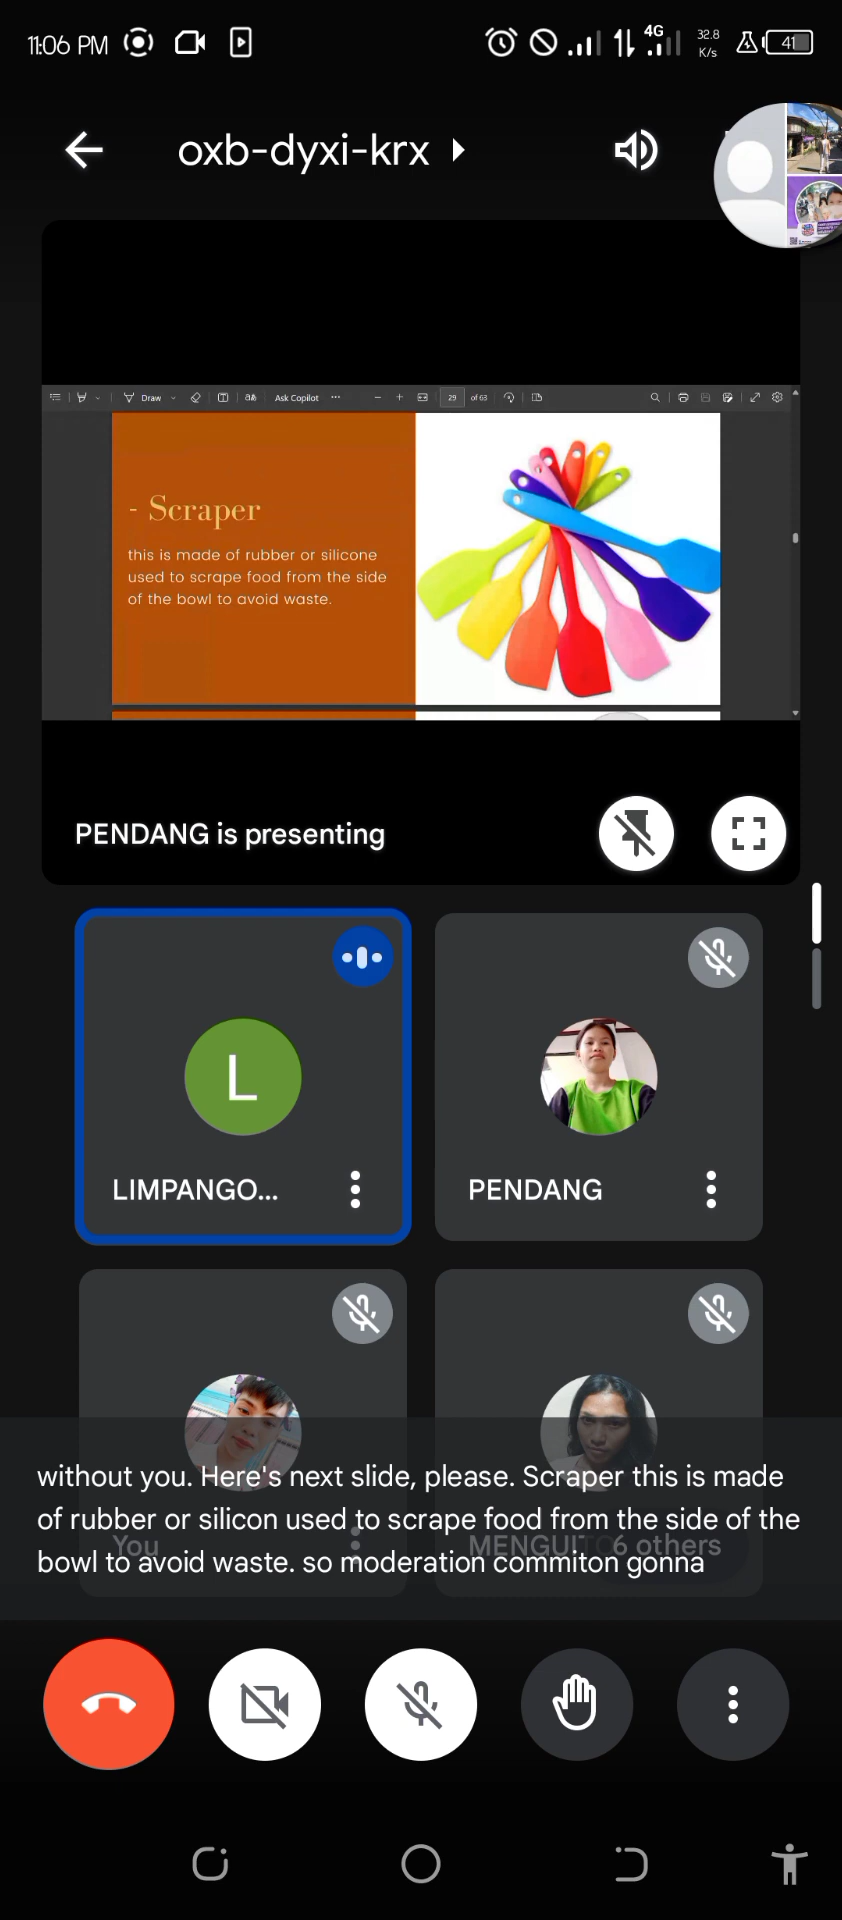 11:06 PM
4G
32.8
K/s
41
oxb-dyxi-krx
Draw
Ask Copilot
29
of 63
- Scraper
this is made of rubber or silicone
used to scrape food from the side
of the bowl to avoid waste.
PENDANG is presenting
L
LIMPANGO...
PENDANG
without you. Here's next slide, please. Scraper this is made
of rubber or silicon used to scrape food from the side of the
bowl to avoid waste. so moderation commiton gonna
You
MENGUITO
6 others